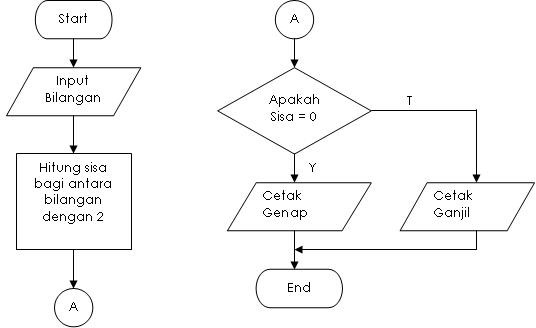 Start
Input
Bilangan
Hitung sisa
bagi antara
bilangan
dengan 2
A
A
Apakah
Sisa = 0
T
Y
Cetak
Genap
Cetak
Ganjil
End